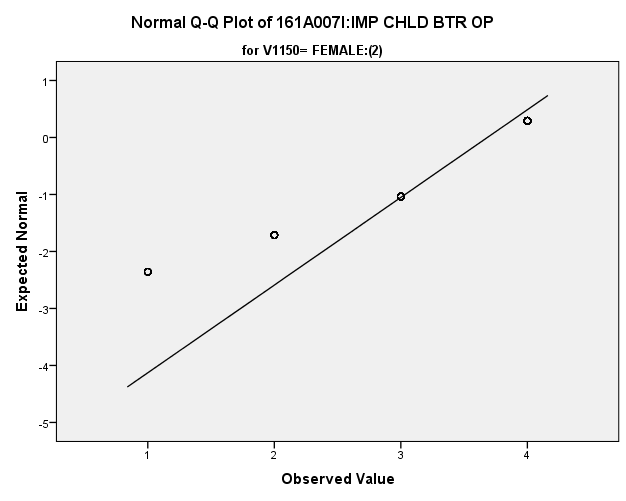 Normal Q-Q Plot of 161A007I:IMP CHLD BTR OP
for V1150= FEMALE:(2)
1
0
-1
-2
-3
-4
-5
Expected Normal
1 2 3 4
Observed Value